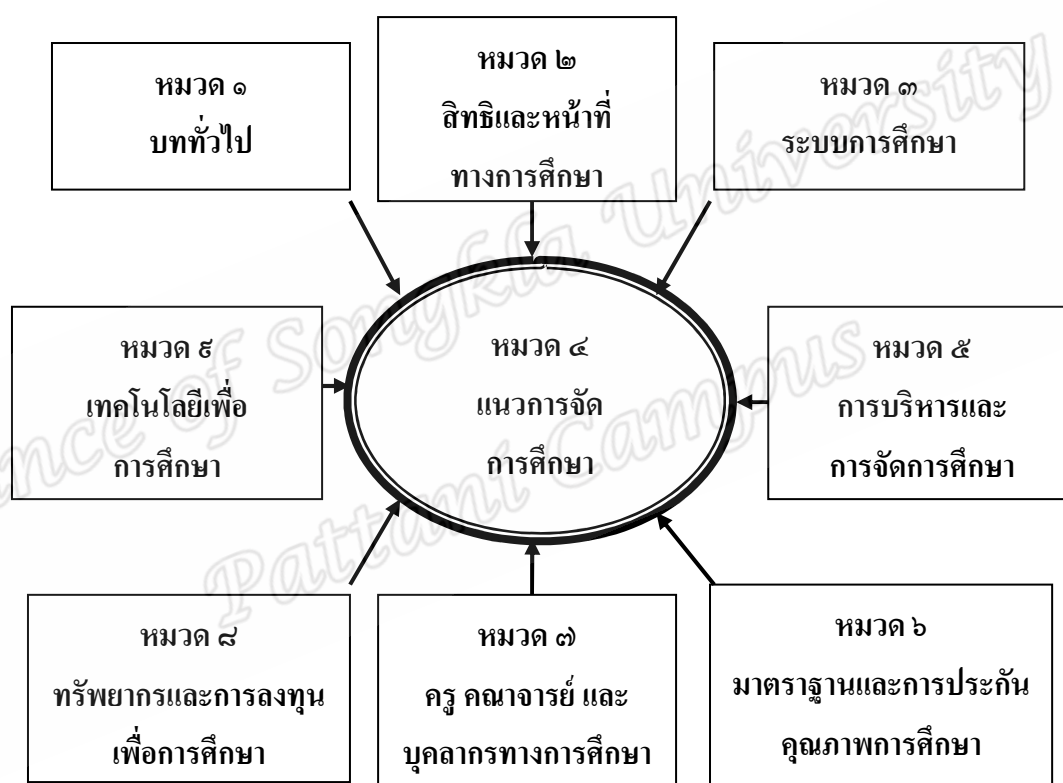 หมวด ๑
บททั่วไป
หมวด ๒
สิทธิและหน้าที่
ทางการศึกษา
หมวด ๓
ระบบการศึกษา
หมวด ๙
เทคโนโลยีเพื่อ
การศึกษา
หมวด ๔
แนวการจัด
การศึกษา
หมวด ๕
การบริหารและ
การจัดการศึกษา
หมวด ๘
ทรัพยากรและการลงทุน
เพื่อการศึกษา
หมวด ๗
ครู คณาจารย์ และ
บุคลากรทางการศึกษา
หมวด ๖
มาตราฐานและการประกัน
คุณภาพการศึกษา
nce of Songkla University
Pattani Campus